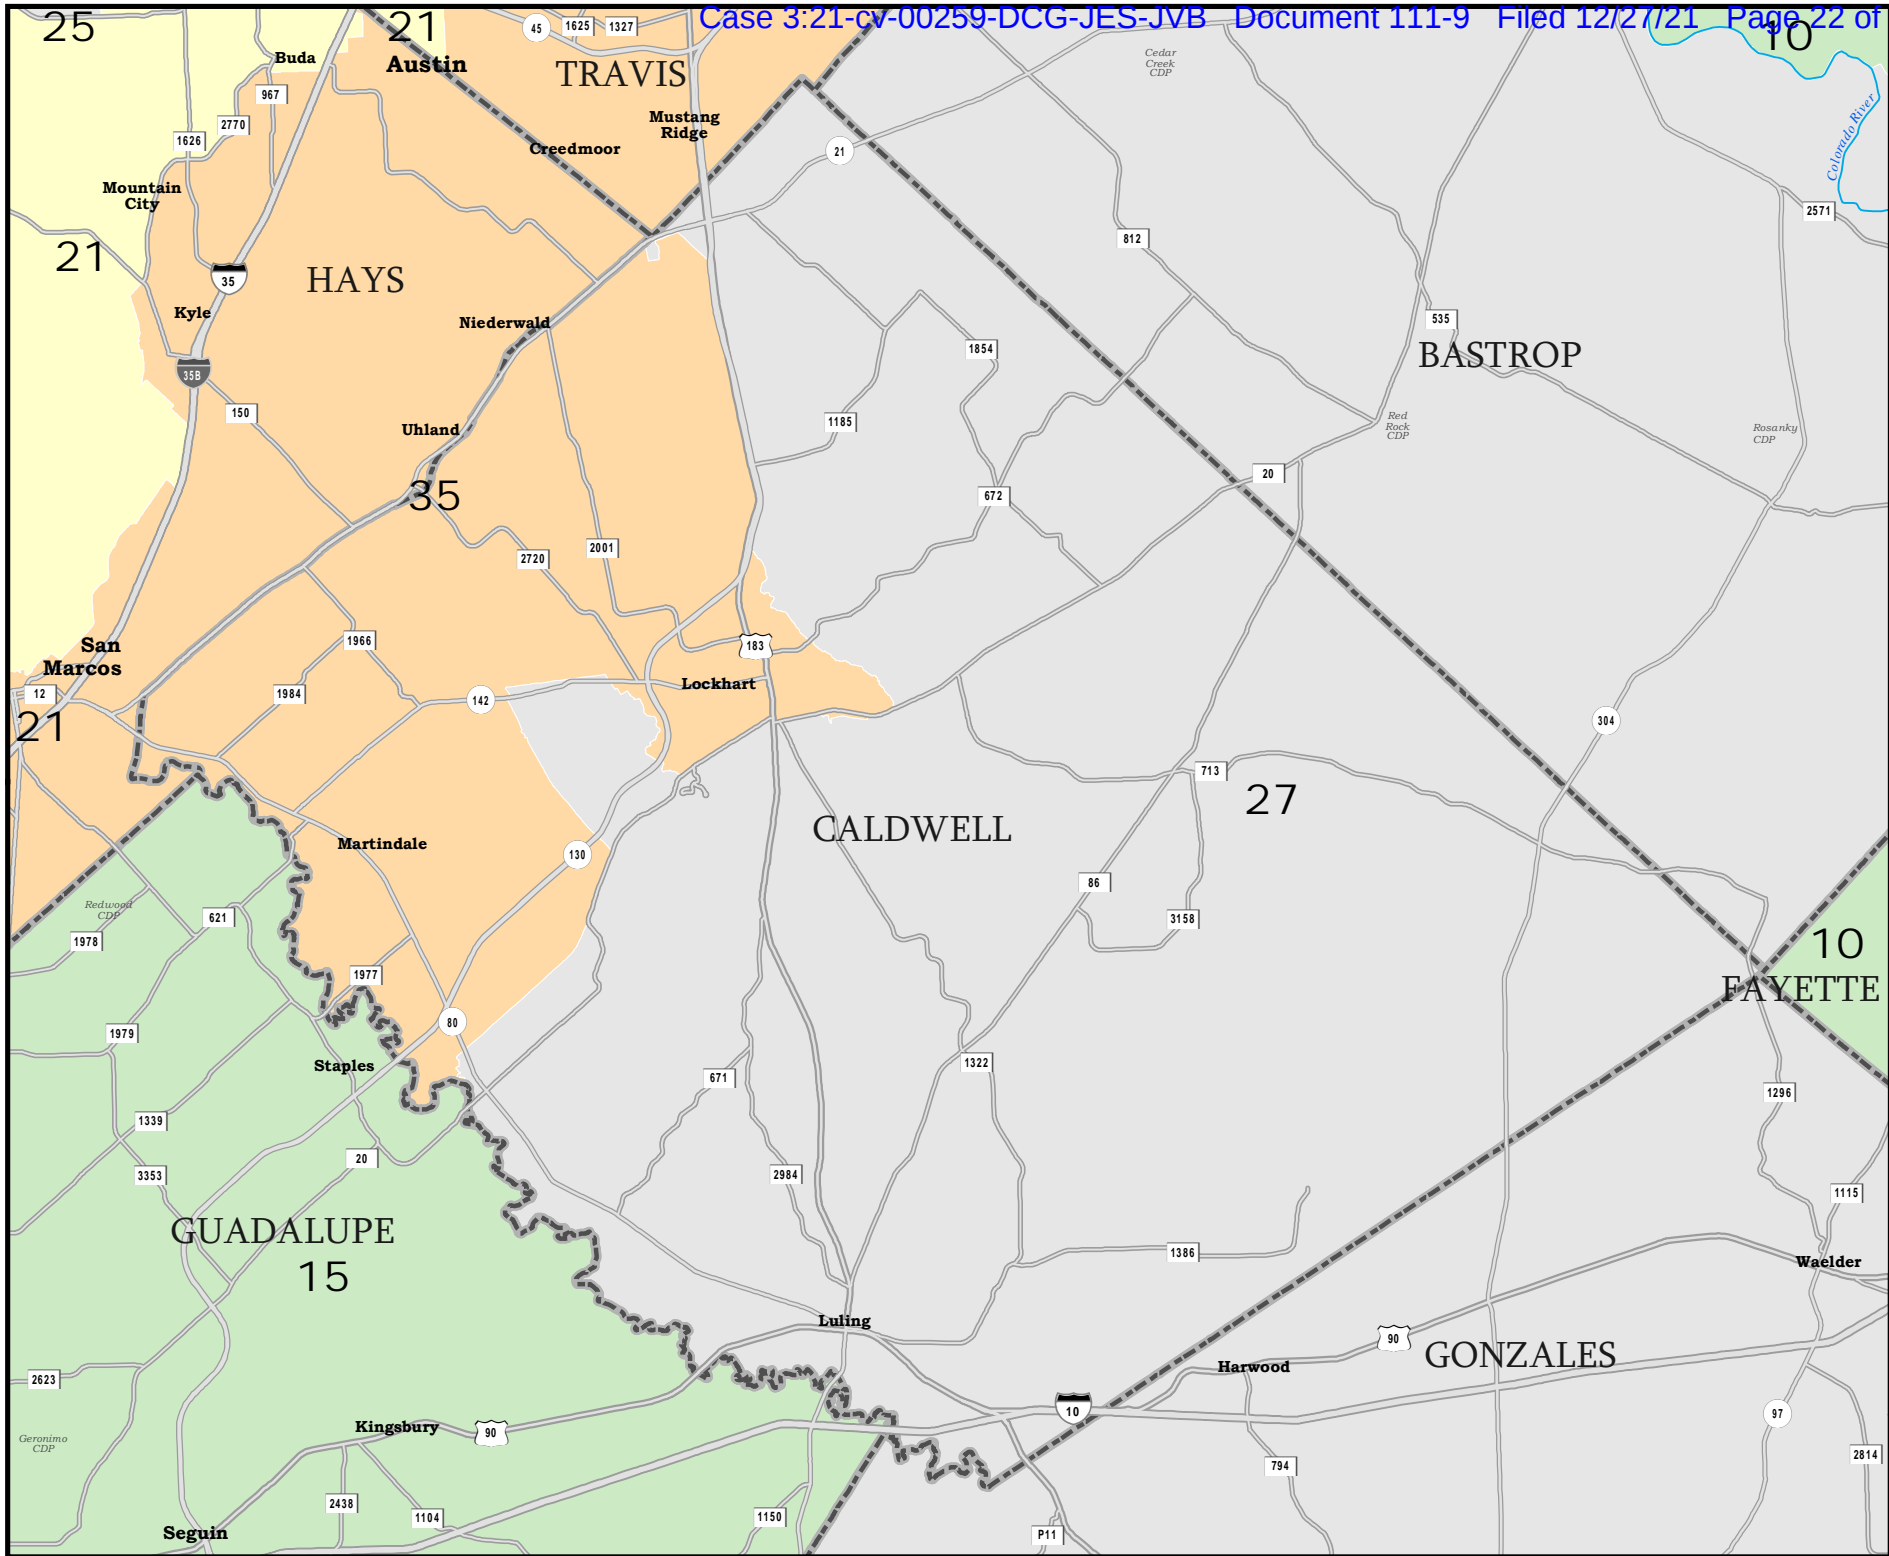 Case 3:21-cv-00259-DCG-JES-JVB Document 111-9 Filed 12/27/21 Page 22 of
25
21
10
45
1625
1327
Austin
TRAVIS
Buda
Cedar
Creek
CDP
967
2770
1626
Mustang
Ridge
Creedmoor
21
Colorado River
Mountain
City
2571
812
21
HAYS
35
Kyle
Niederwald
535
BASTROP
1854
35B
150
1185
Uhland
Red
Rock
CDP
Rosanky
CDP
35
20
672
2720
2001
San
Marcos
1966
183
12
1984
142
Lockhart
21
304
713
27
CALDWELL
Martindale
130
86
3158
Redwood
CDP
621
1978
10
FAYETTE
1977
1979
80
Staples
1322
671
1296
1339
20
3353
2984
1115
GUADALUPE
15
1386
Waelder
Luling
90
GONZALES
Harwood
2623
10
97
Kingsbury
90
Geronimo
CDP
2814
794
2438
1104
1150
Seguin
P11